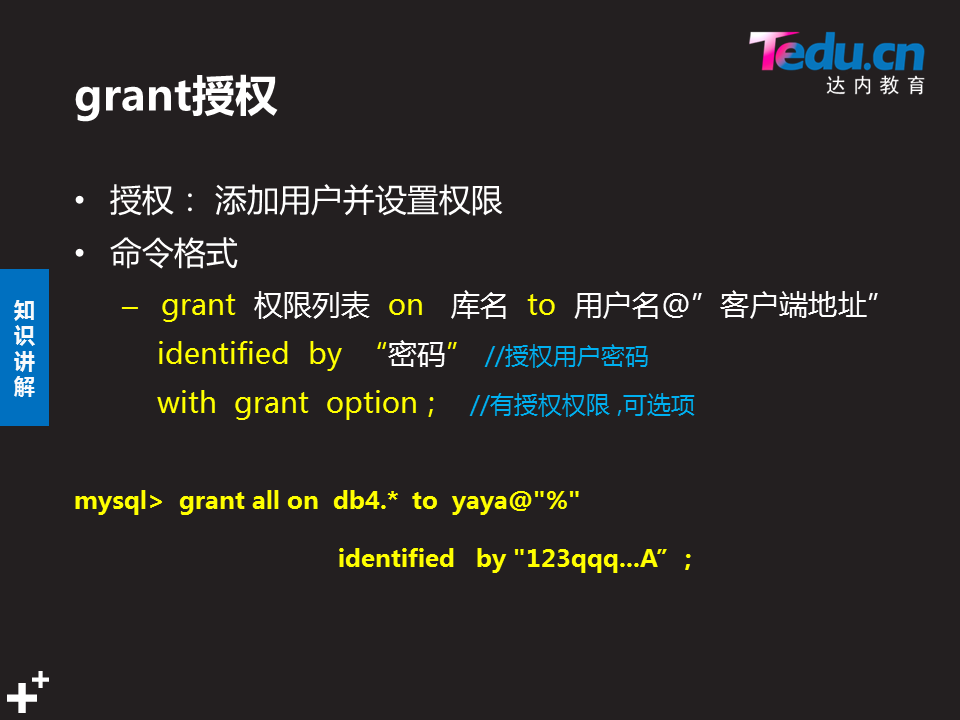 Tedu.cn
达内教育
grant授权
• 授权： 添加用户并设置权限
• 命令格式
知识讲解
– grant 权限列表 on 库名 to 用户名@”客户端地址”
identified by “密码” //授权用户密码
with grant option ; //有授权权限 ,可选项
mysql> grant all on db4.* to yaya@"%"
identified by "123qqq...A” ;